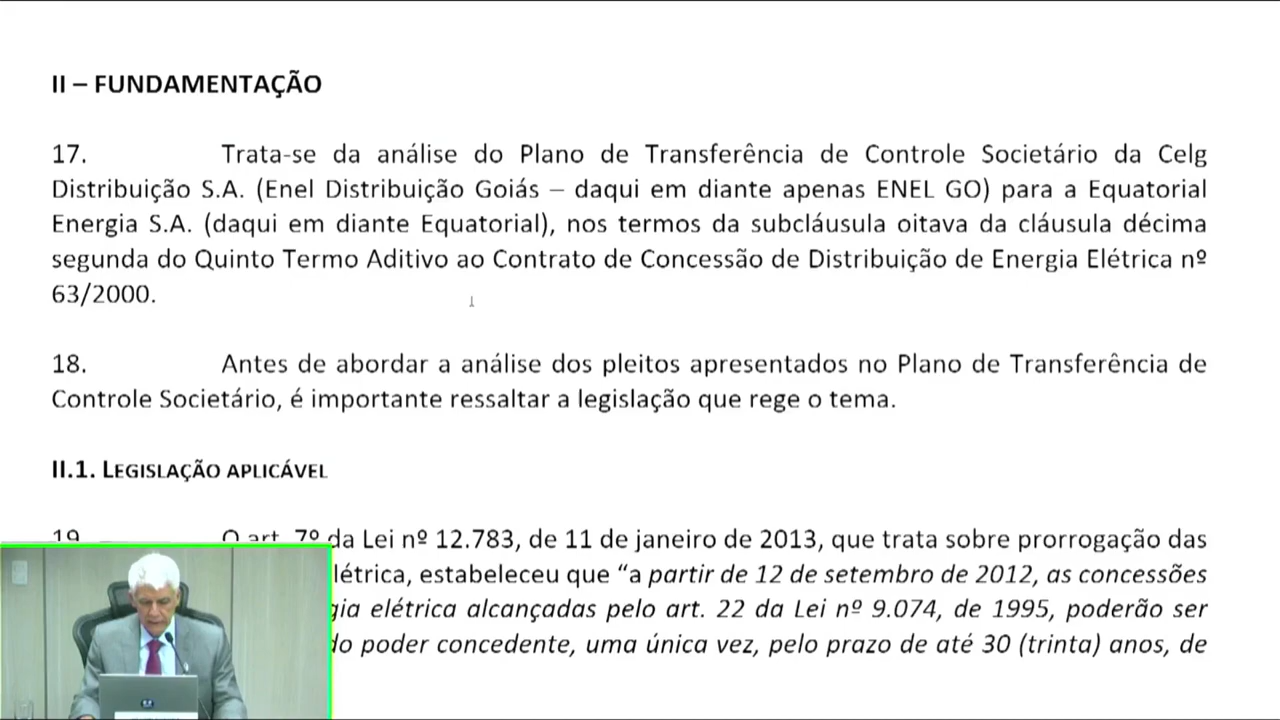 II – FUNDAMENTAÇÃO
17. Trata-se da análise do Plano de Transferência de Controle Societário da Celg
Distribuição S.A. (Enel Distribuição Goiás – daqui em diante apenas ENEL GO) para a Equatorial
Energia S.A. (daqui em diante Equatorial), nos termos da subcláusula oitava da cláusula décima
segunda do Quinto Termo Aditivo ao Contrato de Concessão de Distribuição de Energia Elétrica nº
63/2000.
18. Antes de abordar a análise dos pleitos apresentados no Plano de Transferência de
Controle Societário, é importante ressaltar a legislação que rege o tema.
II.1. LEGISLAÇÃO APLICÁVEL
19. O art. 7º da Lei nº 12.783, de 11 de janeiro de 2013, que trata sobre prorrogação das
létrica, estabeleceu que “a partir de 12 de setembro de 2012, as concessões
gia elétrica alcançadas pelo art. 22 da Lei nº 9.074, de 1995, poderão ser
do poder concedente, uma única vez, pelo prazo de até 30 (trinta) anos, de